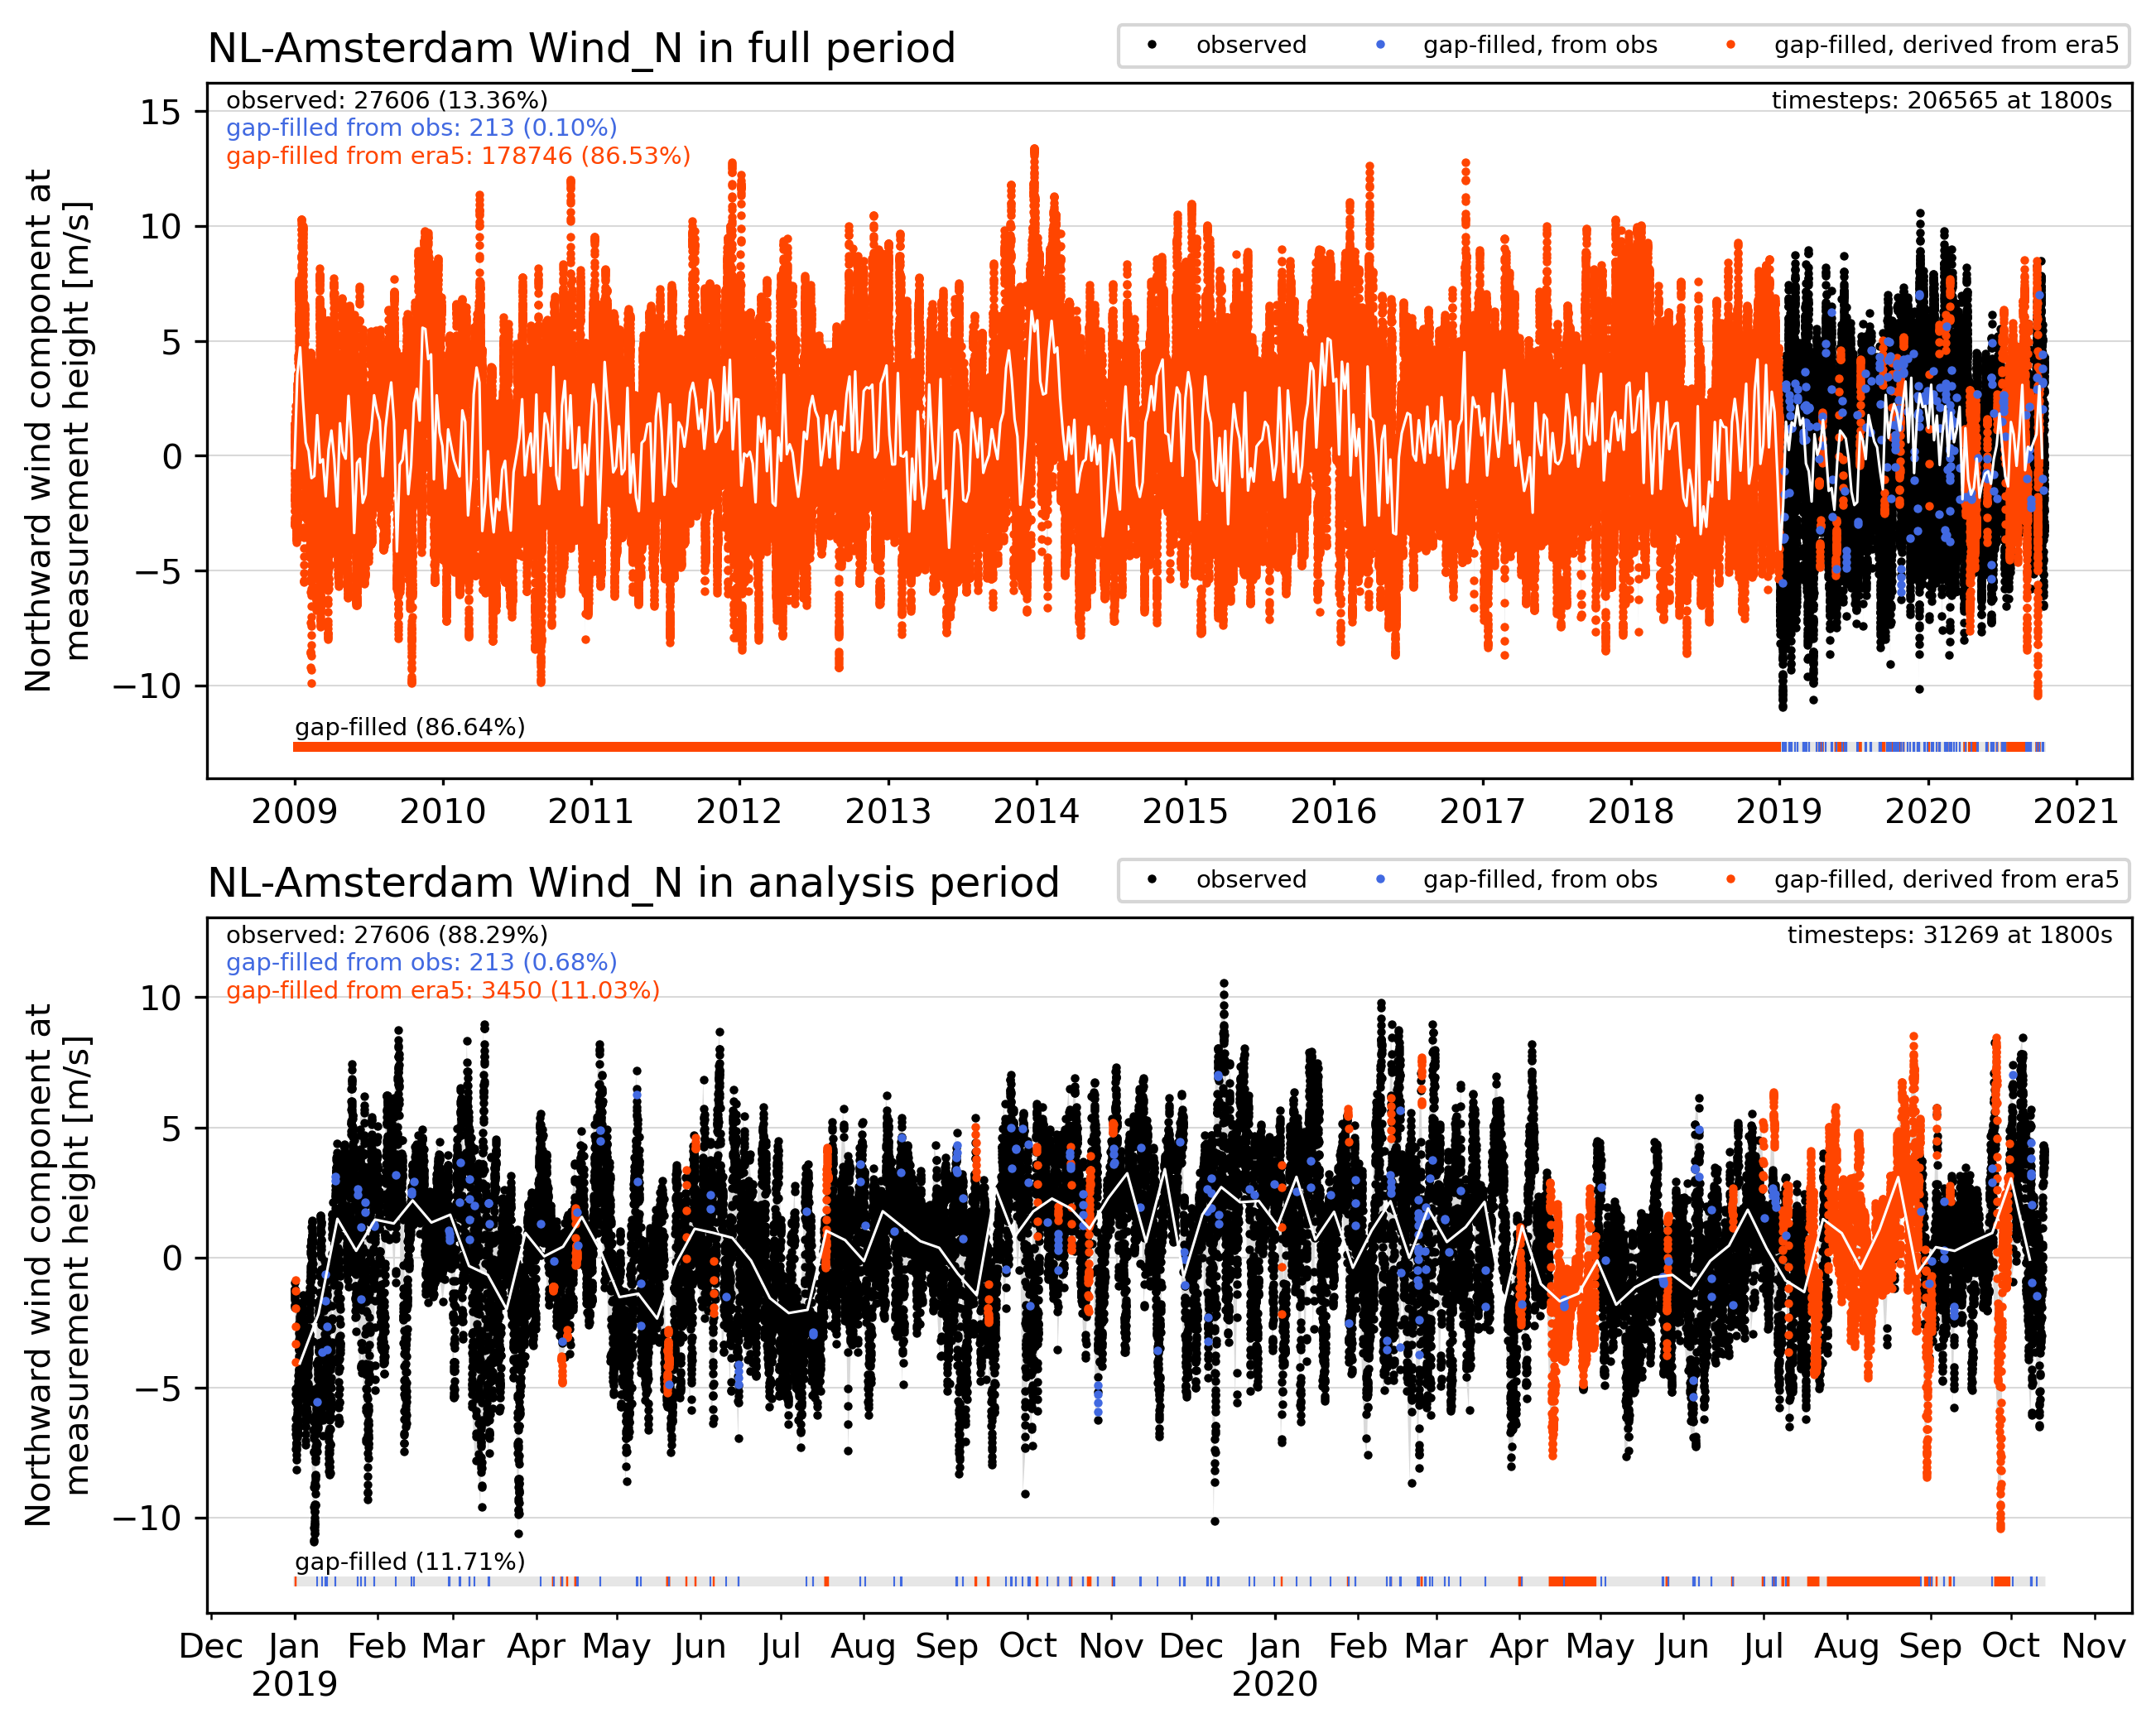 NL-Amsterdam Wind_N in full period
observed
gap-filled, from obs
gap-filled, derived from era5
observed: 27606 (13.36%)
gap-filled from obs: 213 (0.10%)
gap-filled from era5: 178746 (86.53%)
timesteps: 206565 at 1800s
Northward wind component at
measurement height [m/s]
15
10
5
0
−5
−10
gap-filled (86.64%)
2009 2010 2011 2012 2013 2014 2015 2016 2017 2018 2019 2020 2021
NL-Amsterdam Wind_N in analysis period
observed
gap-filled, from obs
gap-filled, derived from era5
observed: 27606 (88.29%)
gap-filled from obs: 213 (0.68%)
gap-filled from era5: 3450 (11.03%)
timesteps: 31269 at 1800s
Northward wind component at
measurement height [m/s]
10
5
0
−5
−10
gap-filled (11.71%)
Dec Jan Feb Mar Apr May Jun Jul Aug Sep Oct Nov Dec Jan Feb Mar Apr May Jun Jul Aug Sep Oct Nov
2019 2020